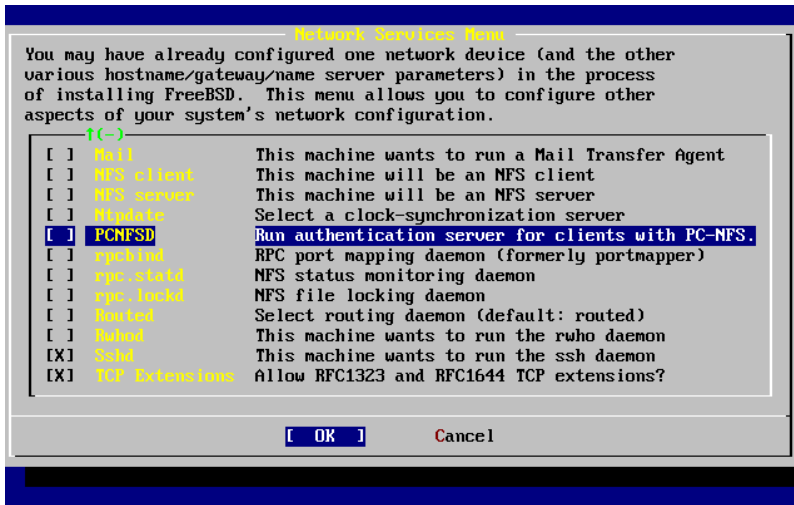 Network Services Menu
You may have already configured one network device (and the other
various hostname/gateway/name server parameters) in the process
of installing FreeBSD.  This menu allows you to configure other
aspects of your system's network configuration.
↑(-)
[ ] Mail This machine wants to run a Mail Transfer Agent
[ ] NFS client This machine will be an NFS client
[ ] NFS server This machine will be an NFS server
[ ] Ntpdate Select a clock-synchronization server
[ ] PCNFSD Run authentication server for clients with PC-NFS.
[ ] rpcbind RPC port mapping daemon (formerly portmapper)
[ ] rpc.statd NFS status monitoring daemon
[ ] rpc.lockd NFS file locking daemon
[ ] Routed Select routing daemon (default: routed)
[ ] Rwhod This machine wants to run the rwho daemon
[X] Sshd This machine wants to run the ssh daemon
[X] TCP Extensions Allow RFC1323 and RFC1644 TCP extensions?
[ OK ] Cancel